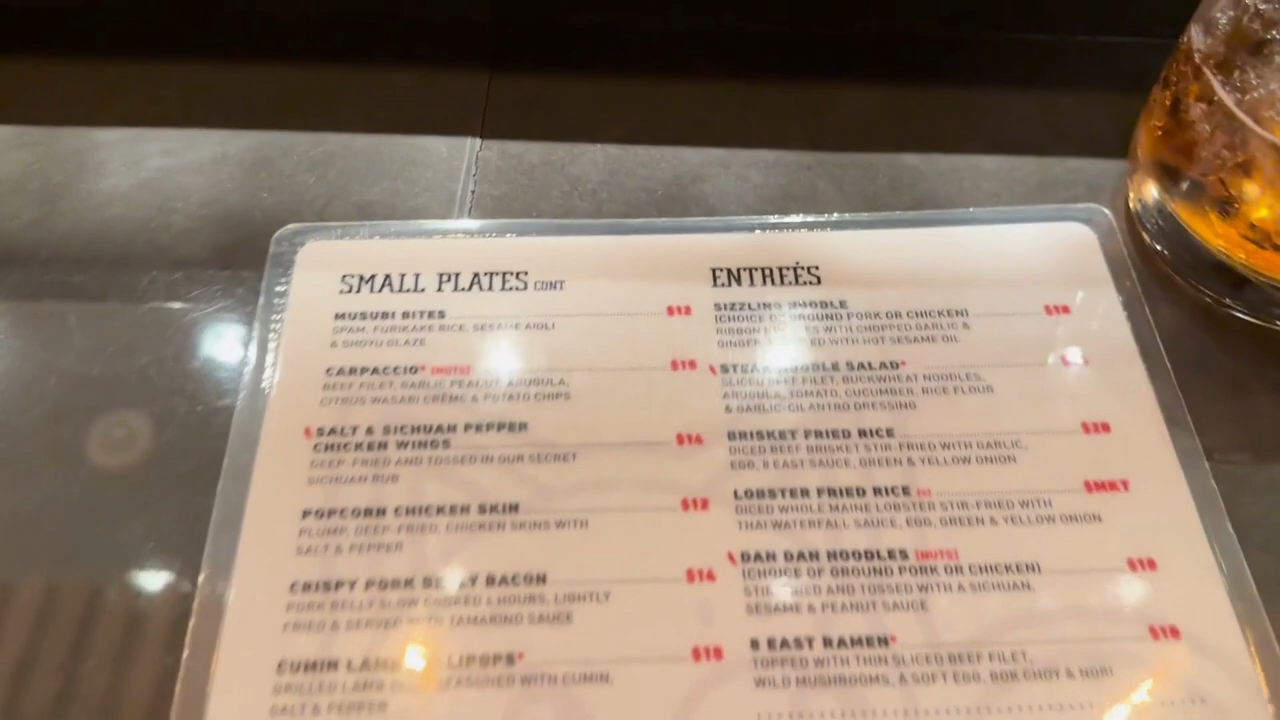 SMALL PLATES CONT
MUSUBI BITES $12
SPAM, FURIKAKE RICE, SESAME AIOLI
& SHOYU GLAZE
CARPACCIO* (NUTS)
BEEF FILET, GARLIC PEANUT, ARUGULA,
CITRUS WASABI CRÈME & POTATO CHIPS
SALT & SICHUAN PEPPER
CHICKEN WINGS $14
DEEP-FRIED AND TOSSED IN OUR SECRET
SICHUAN RUB
POPCORN CHICKEN SKIN $12
PLUMP, DEEP-FRIED, CHICKEN SKINS WITH
SALT & PEPPER
CRISPY PORK BELLY BACON $14
PORK BELLY SLOW COOKED HOURS, LIGHTLY
FRIED & SERVED WITH TAMARIND SAUCE
CUMIN LAMB
GRILLED LAMB SEASONED WITH CUMIN,
SALT & PEPPER
ENTREÉS
SIZZLING NOODLE
(CHOICE OF GROUND PORK OR CHICKEN)
RIBBON WITH CHOPPED GARLIC &
GINGER, WITH HOT SESAME OIL
STEAK NOODLE SALAD*
SLICED BEEF FILET, BUCKWHEAT NOODLES,
ARUGULA, TOMATO, CUCUMBER, RICE FLOUR
& GARLIC-CILANTRO DRESSING
BRISKET FRIED RICE $20
DICED BEEF BRISKET STIR-FRIED WITH GARLIC,
EGG, 8 EAST SAUCE, GREEN & YELLOW ONION
LOBSTER FRIED RICE $MKT
DICED WHOLE MAINE LOBSTER STIR-FRIED WITH
THAI WATERFALL SAUCE, EGG, GREEN & YELLOW ONION
DAN DAN NOODLES (NUTS)
(CHOICE OF GROUND PORK OR CHICKEN)
AND TOSSED WITH A SICHUAN,
SESAME & PEANUT SAUCE
8 EAST RAMEN*
TOPPED WITH THIN SLICED BEEF FILET,
WILD MUSHROOMS, A SOFT EGG, BOK CHOY & NORI